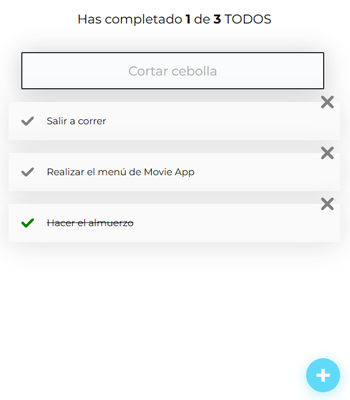 Has completado 1 de 3 TODOS
Cortar cebolla
Salir a correr
Realizar el menú de Movie App
Hacer el almuerzo